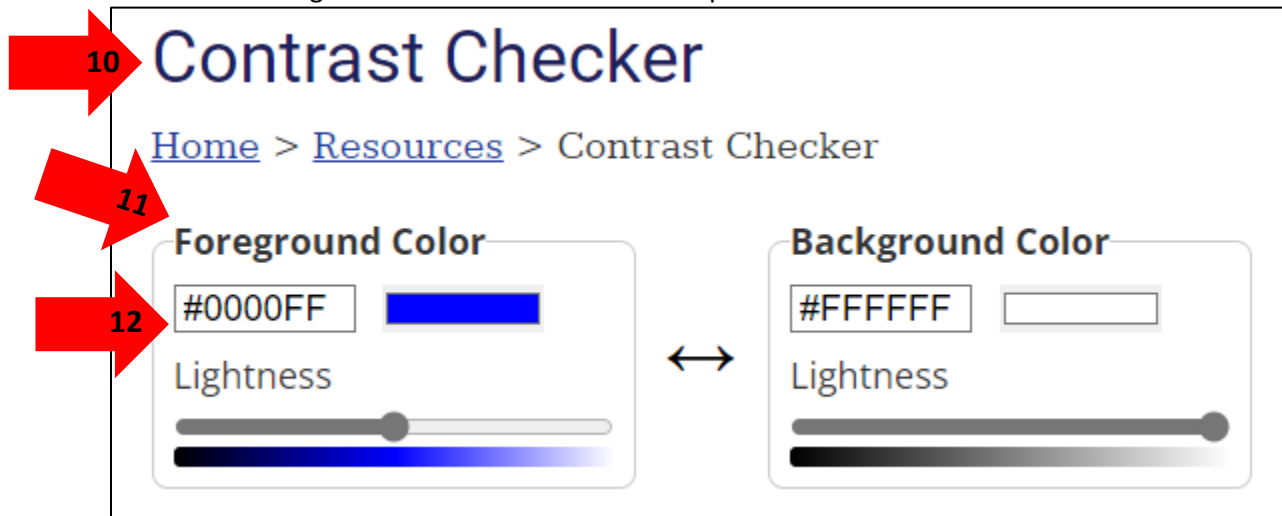 10 Contrast Checker
Home > Resources > Contrast Checker
11
Foreground Color Background Color
12 #0000FF #FFFFFF
↔
Lightness Lightness